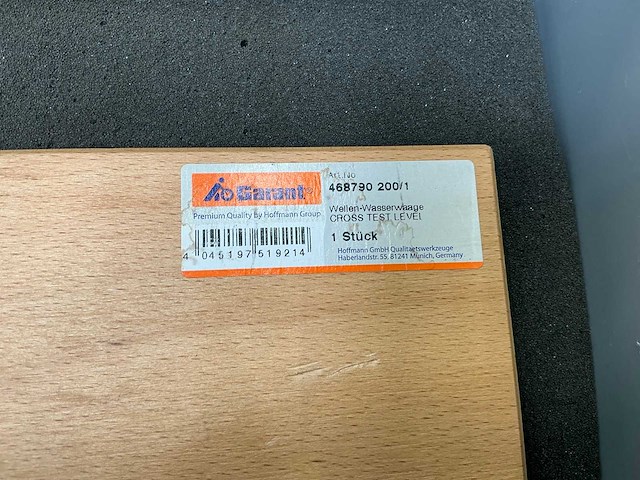 Garant
Premium Quality by Hoffmann Group
4 045197 519214
Art.No
468790 200/1
Wellen-Wasserwaage
CROSS TEST LEVEL
1 Stück
Hoffmann GmbH Qualitaetswerkzeuge
Haberlandstr. 55, 81241 Munich, Germany